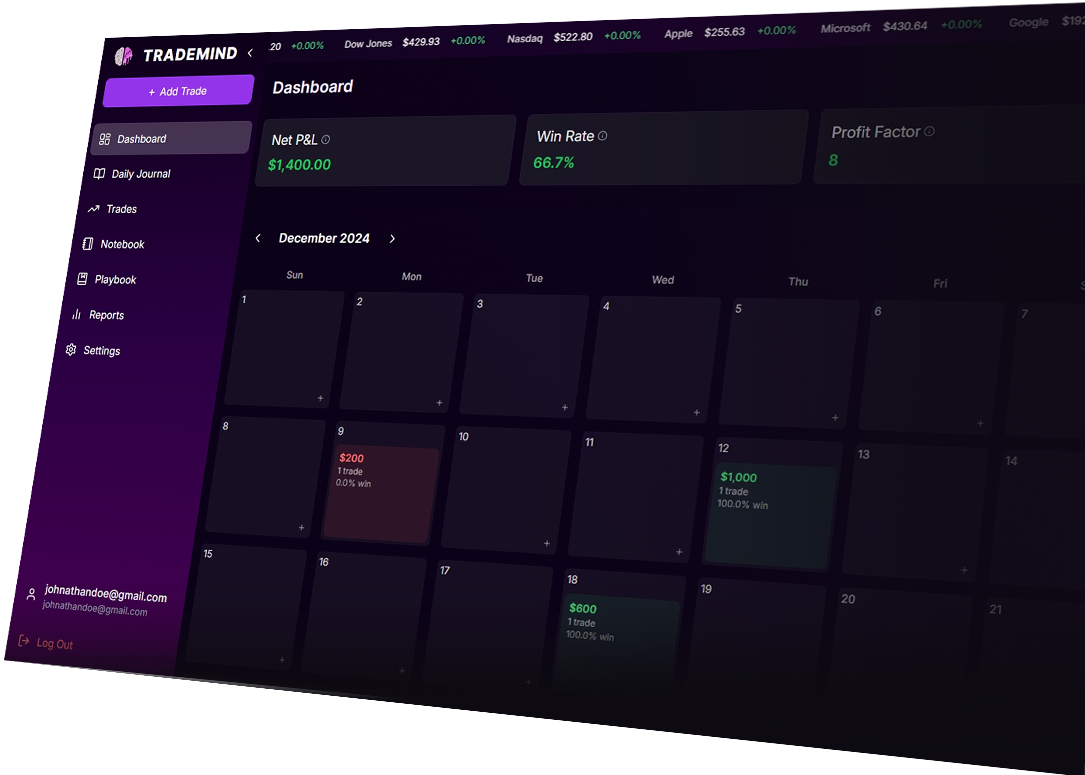 TRADEMIND
.20 +0.00% Dow Jones $429.93 +0.00% Nasdaq $522.80 +0.00% Apple $255.63 +0.00% Microsoft $430.64 +0.00% Google
+ Add Trade
Dashboard
Daily Journal
Trades
Notebook
Playbook
Reports
Settings
johnathandoe@gmail.com
johnathandoe@gmail.com
Log Out
Dashboard
Net P&L
$1,400.00
Win Rate
66.7%
Profit Factor
8
December 2024
Sun Mon Tue Wed Thu Fri
1 2 3 4 5 6 7
+ + + + + +
8 9 10 11 12 13 14
$200
1 trade
0.0% win
$1,000
1 trade
100.0% win
+ + + +
15 16 17 18 19 20 21
$600
1 trade
100.0% win
+ + +